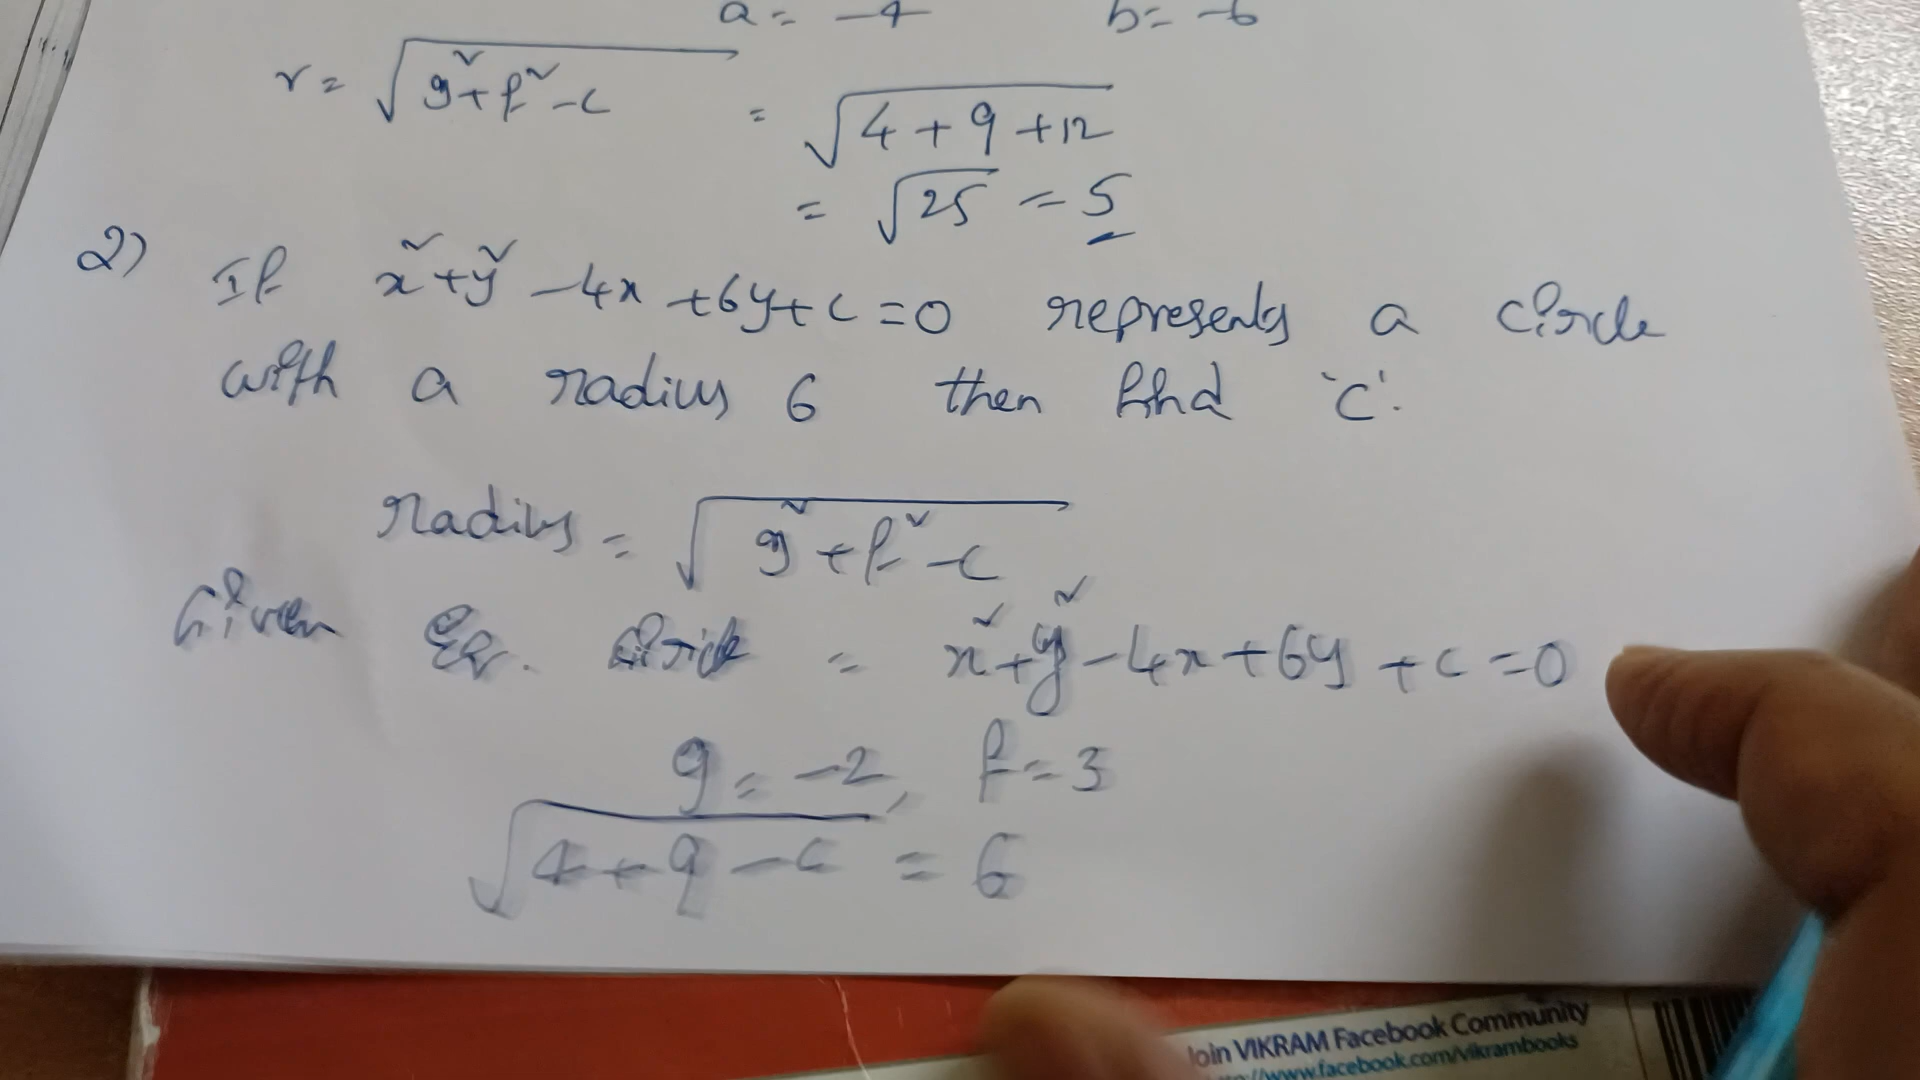 a = -4 b = -6
r = √(g²+f²-c) = √(4+9+12)
= √25 = 5
2) If x²+y²-4x+6y+c=0 represents a circle
with a radius 6 then find 'c'.
radius = √(g²+f²-c)
Given Eq. = x²+y²-4x+6y+c=0
g = -2, f = 3
√(4+9-c) = 6
Join VIKRAM Facebook Community
http://www.facebook.com/vikrambooks